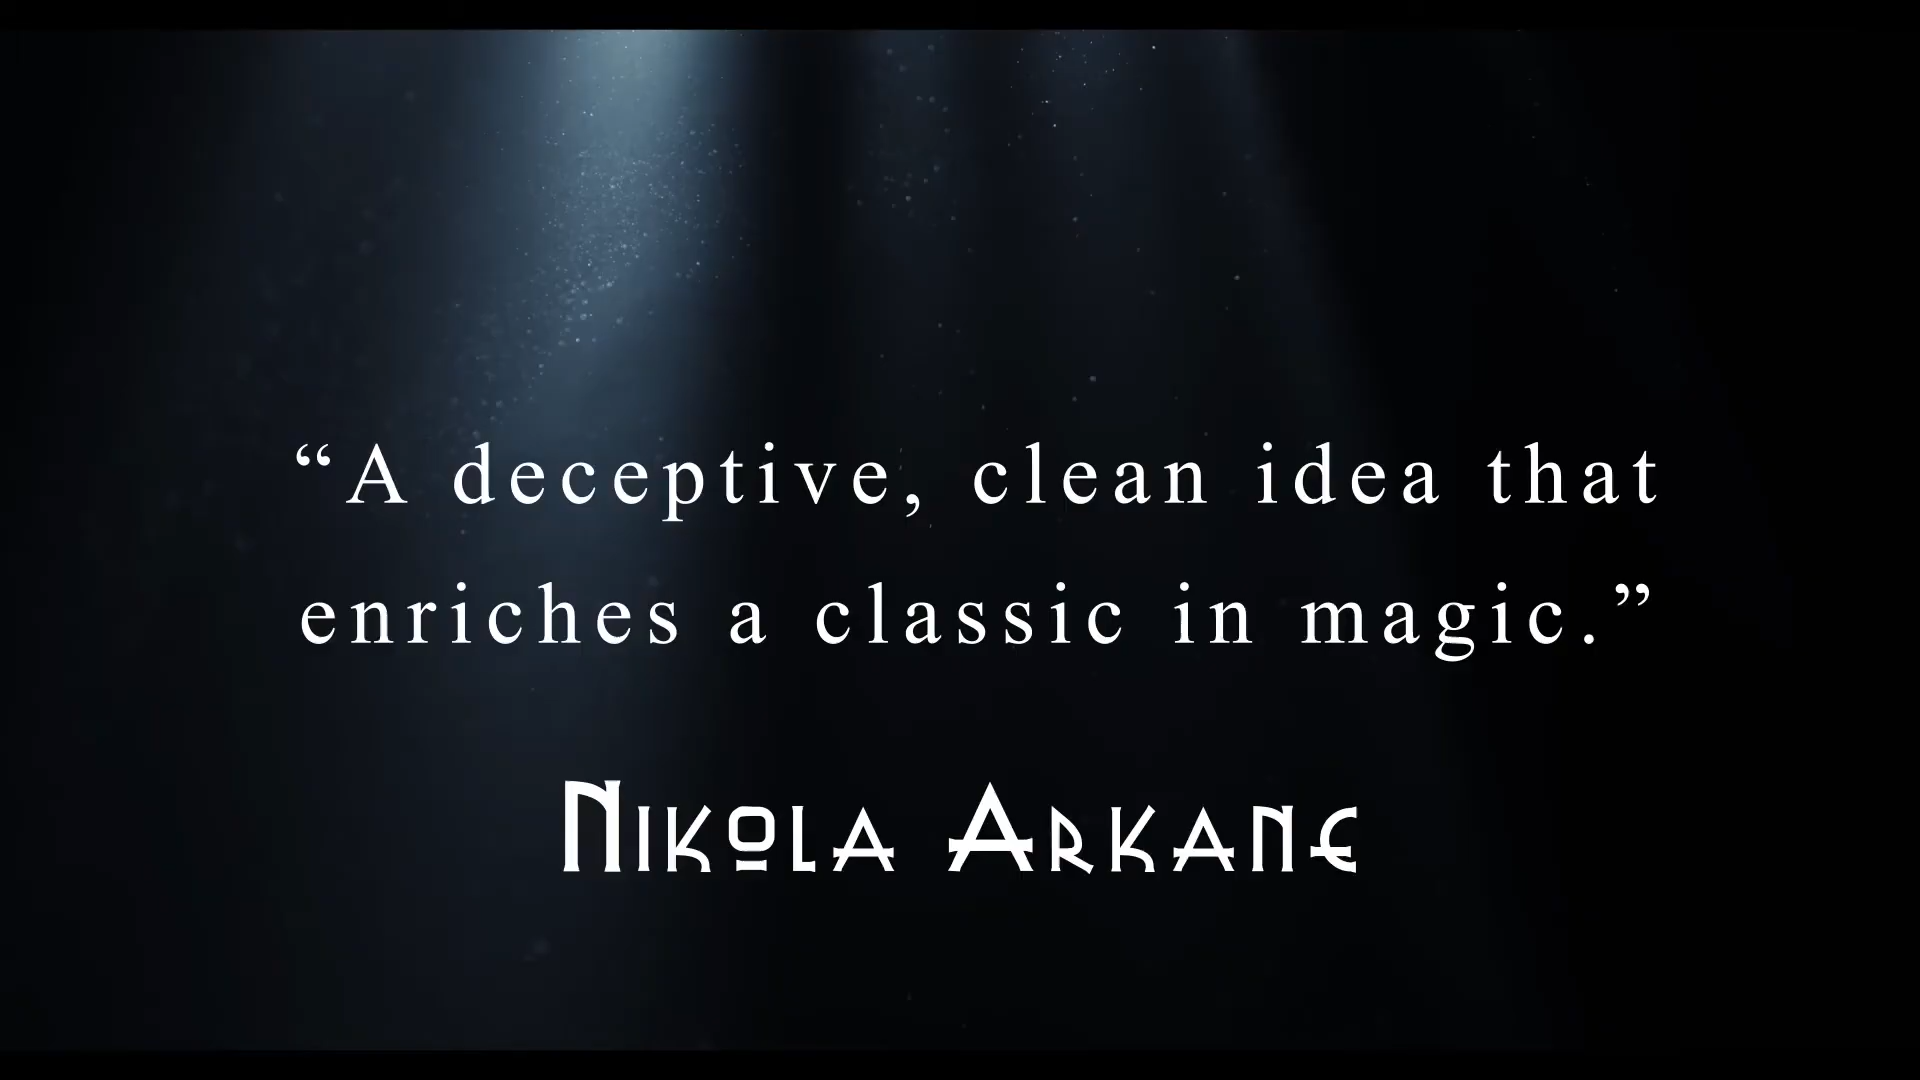 “A deceptive, clean idea that
enriches a classic in magic.”
Nikola Arkane